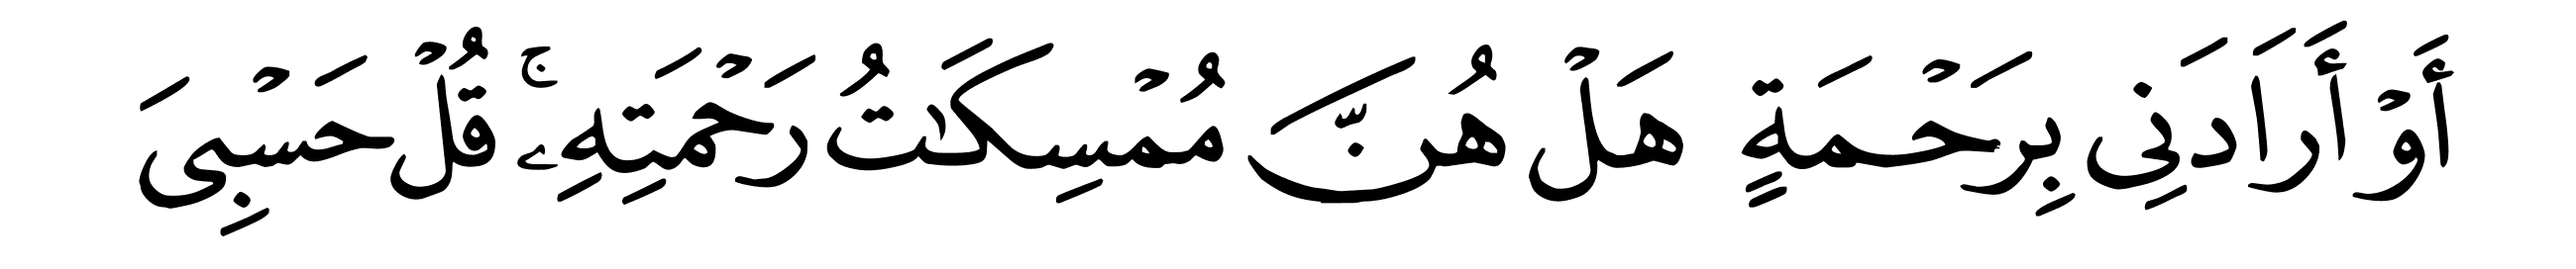 أَوْ أَرَادَنِي بِرَحْمَةٍ هَلْ هُنَّ مُمْسِكَٰتُ رَحْمَتِهِۦ ۚ قُلْ حَسْبِىَ